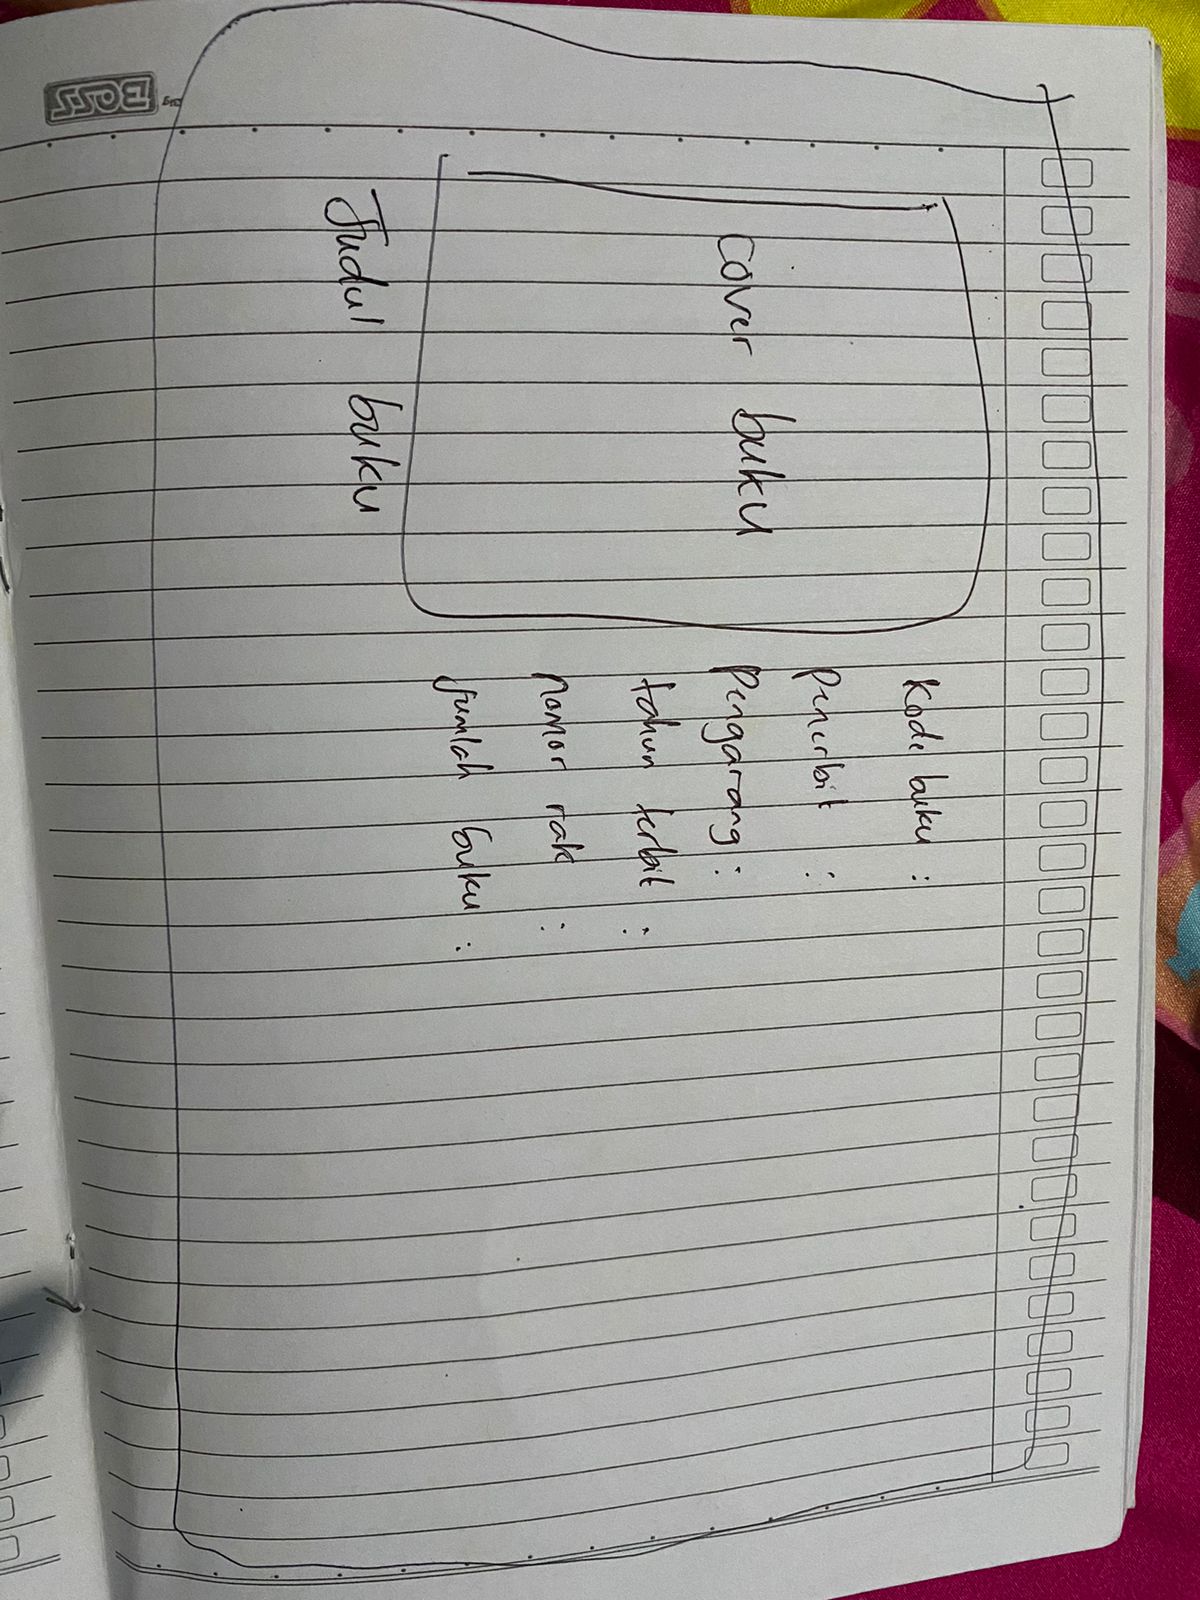 Cover buku
Judul buku
Kode buku :
Penerbit :
Pengarang :
tahun terbit :
Nomor rak :
Jumlah buku :
BOSS